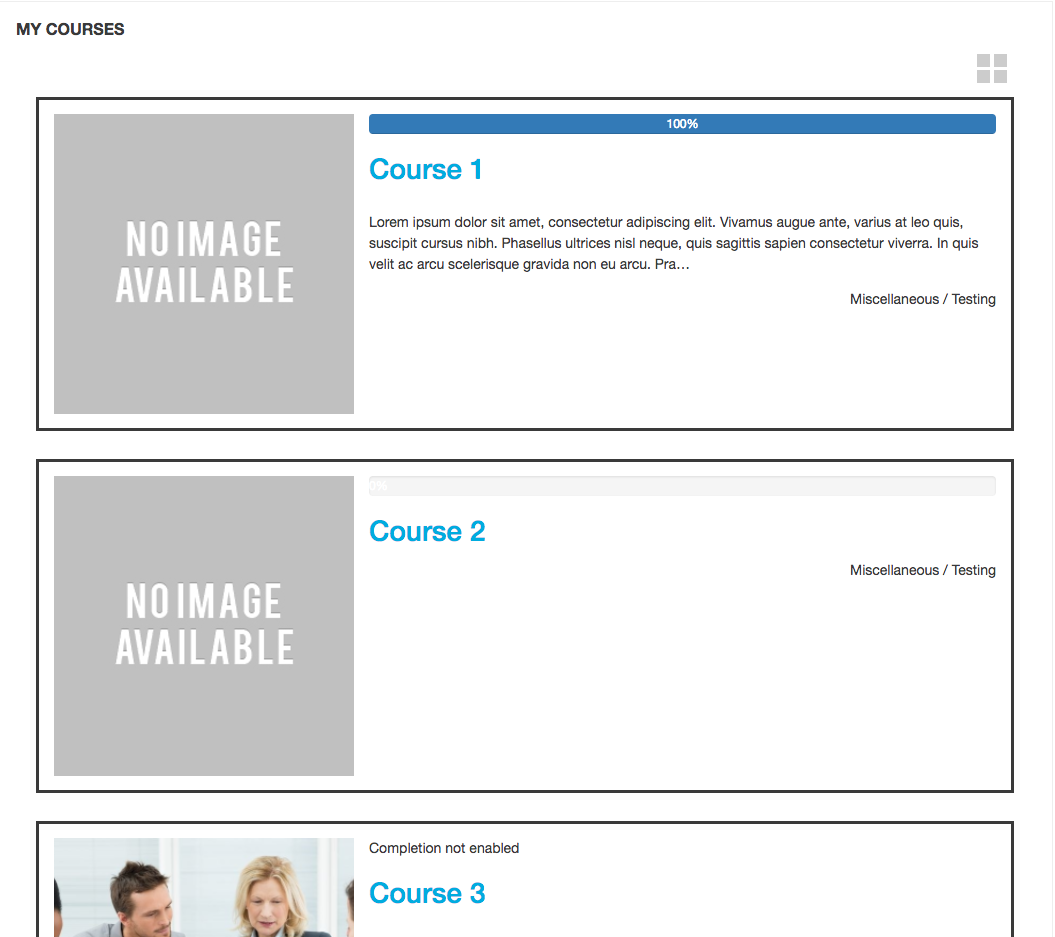 MY COURSES
100%
NO IMAGE
AVAILABLE
Course 1
Lorem ipsum dolor sit amet, consectetur adipiscing elit. Vivamus augue ante, varius at leo quis,
suscipit cursus nibh. Phasellus ultrices nisl neque, quis sagittis sapien consectetur viverra. In quis
velit ac arcu scelerisque gravida non eu arcu. Pra…
Miscellaneous / Testing
0%
NO IMAGE
AVAILABLE
Course 2
Miscellaneous / Testing
Completion not enabled
Course 3